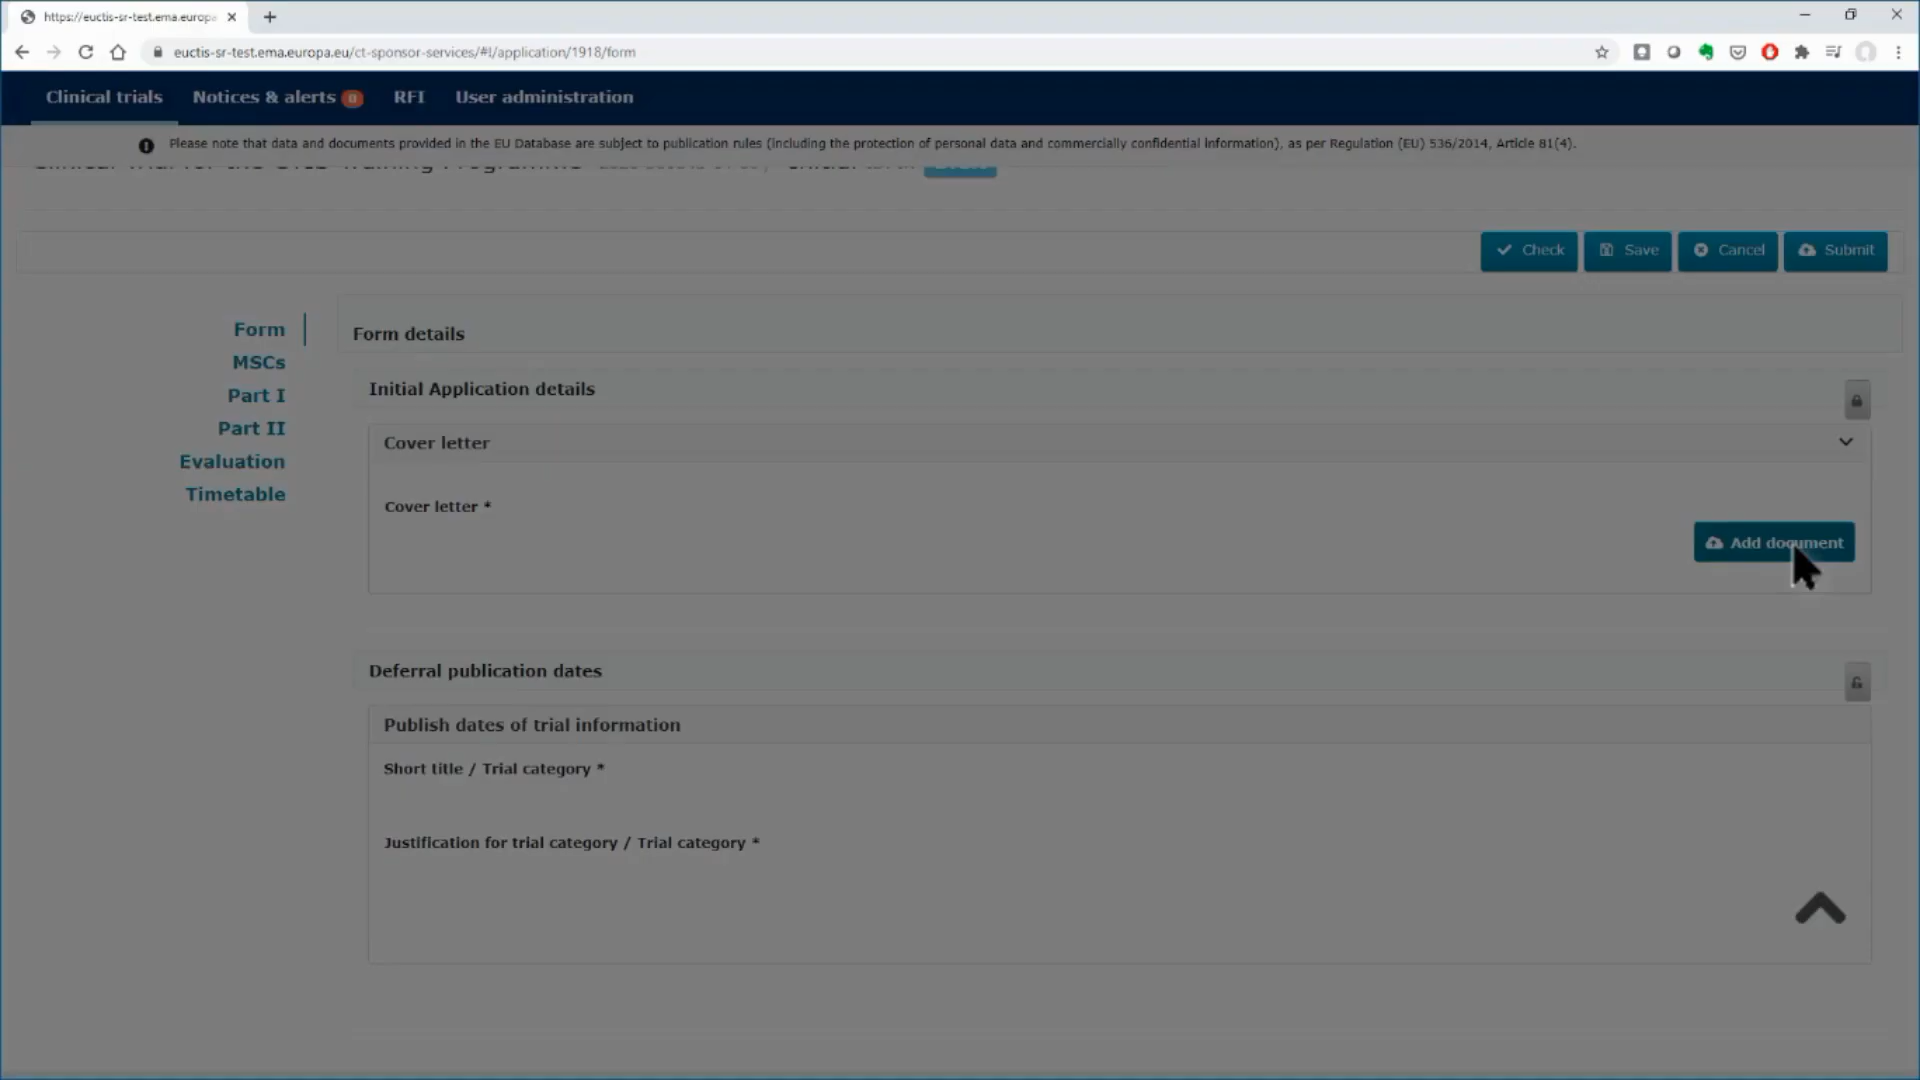 https://euctis-sr-test.ema.europa
euctis-sr-test.ema.europa.eu/ct-sponsor-services/#l/application/1918/form
Clinical trials
Notices & alerts 0
RFI
User administration
Please note that data and documents provided in the EU Database are subject to publication rules (including the protection of personal data and commercially confidential information), as per Regulation (EU) 536/2014, Article 81(4).
Check
Save
Cancel
Submit
Form
MSCs
Part I
Part II
Evaluation
Timetable
Form details
Initial Application details
Cover letter
Cover letter *
Add document
Deferral publication dates
Publish dates of trial information
Short title / Trial category *
Justification for trial category / Trial category *